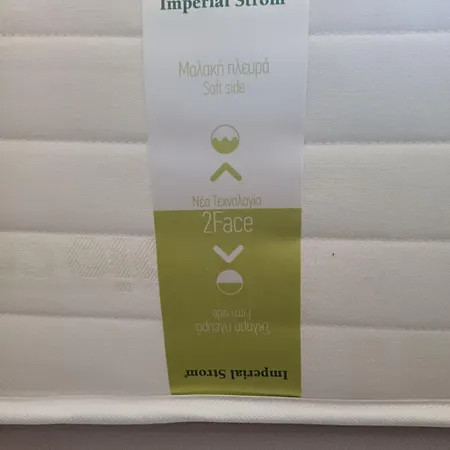 Imperial Strom
Μαλακή πλευρά
Soft side
Νέα Τεχνολογία
2Face
Firm side
Σκληρή πλευρά
Imperial Strom